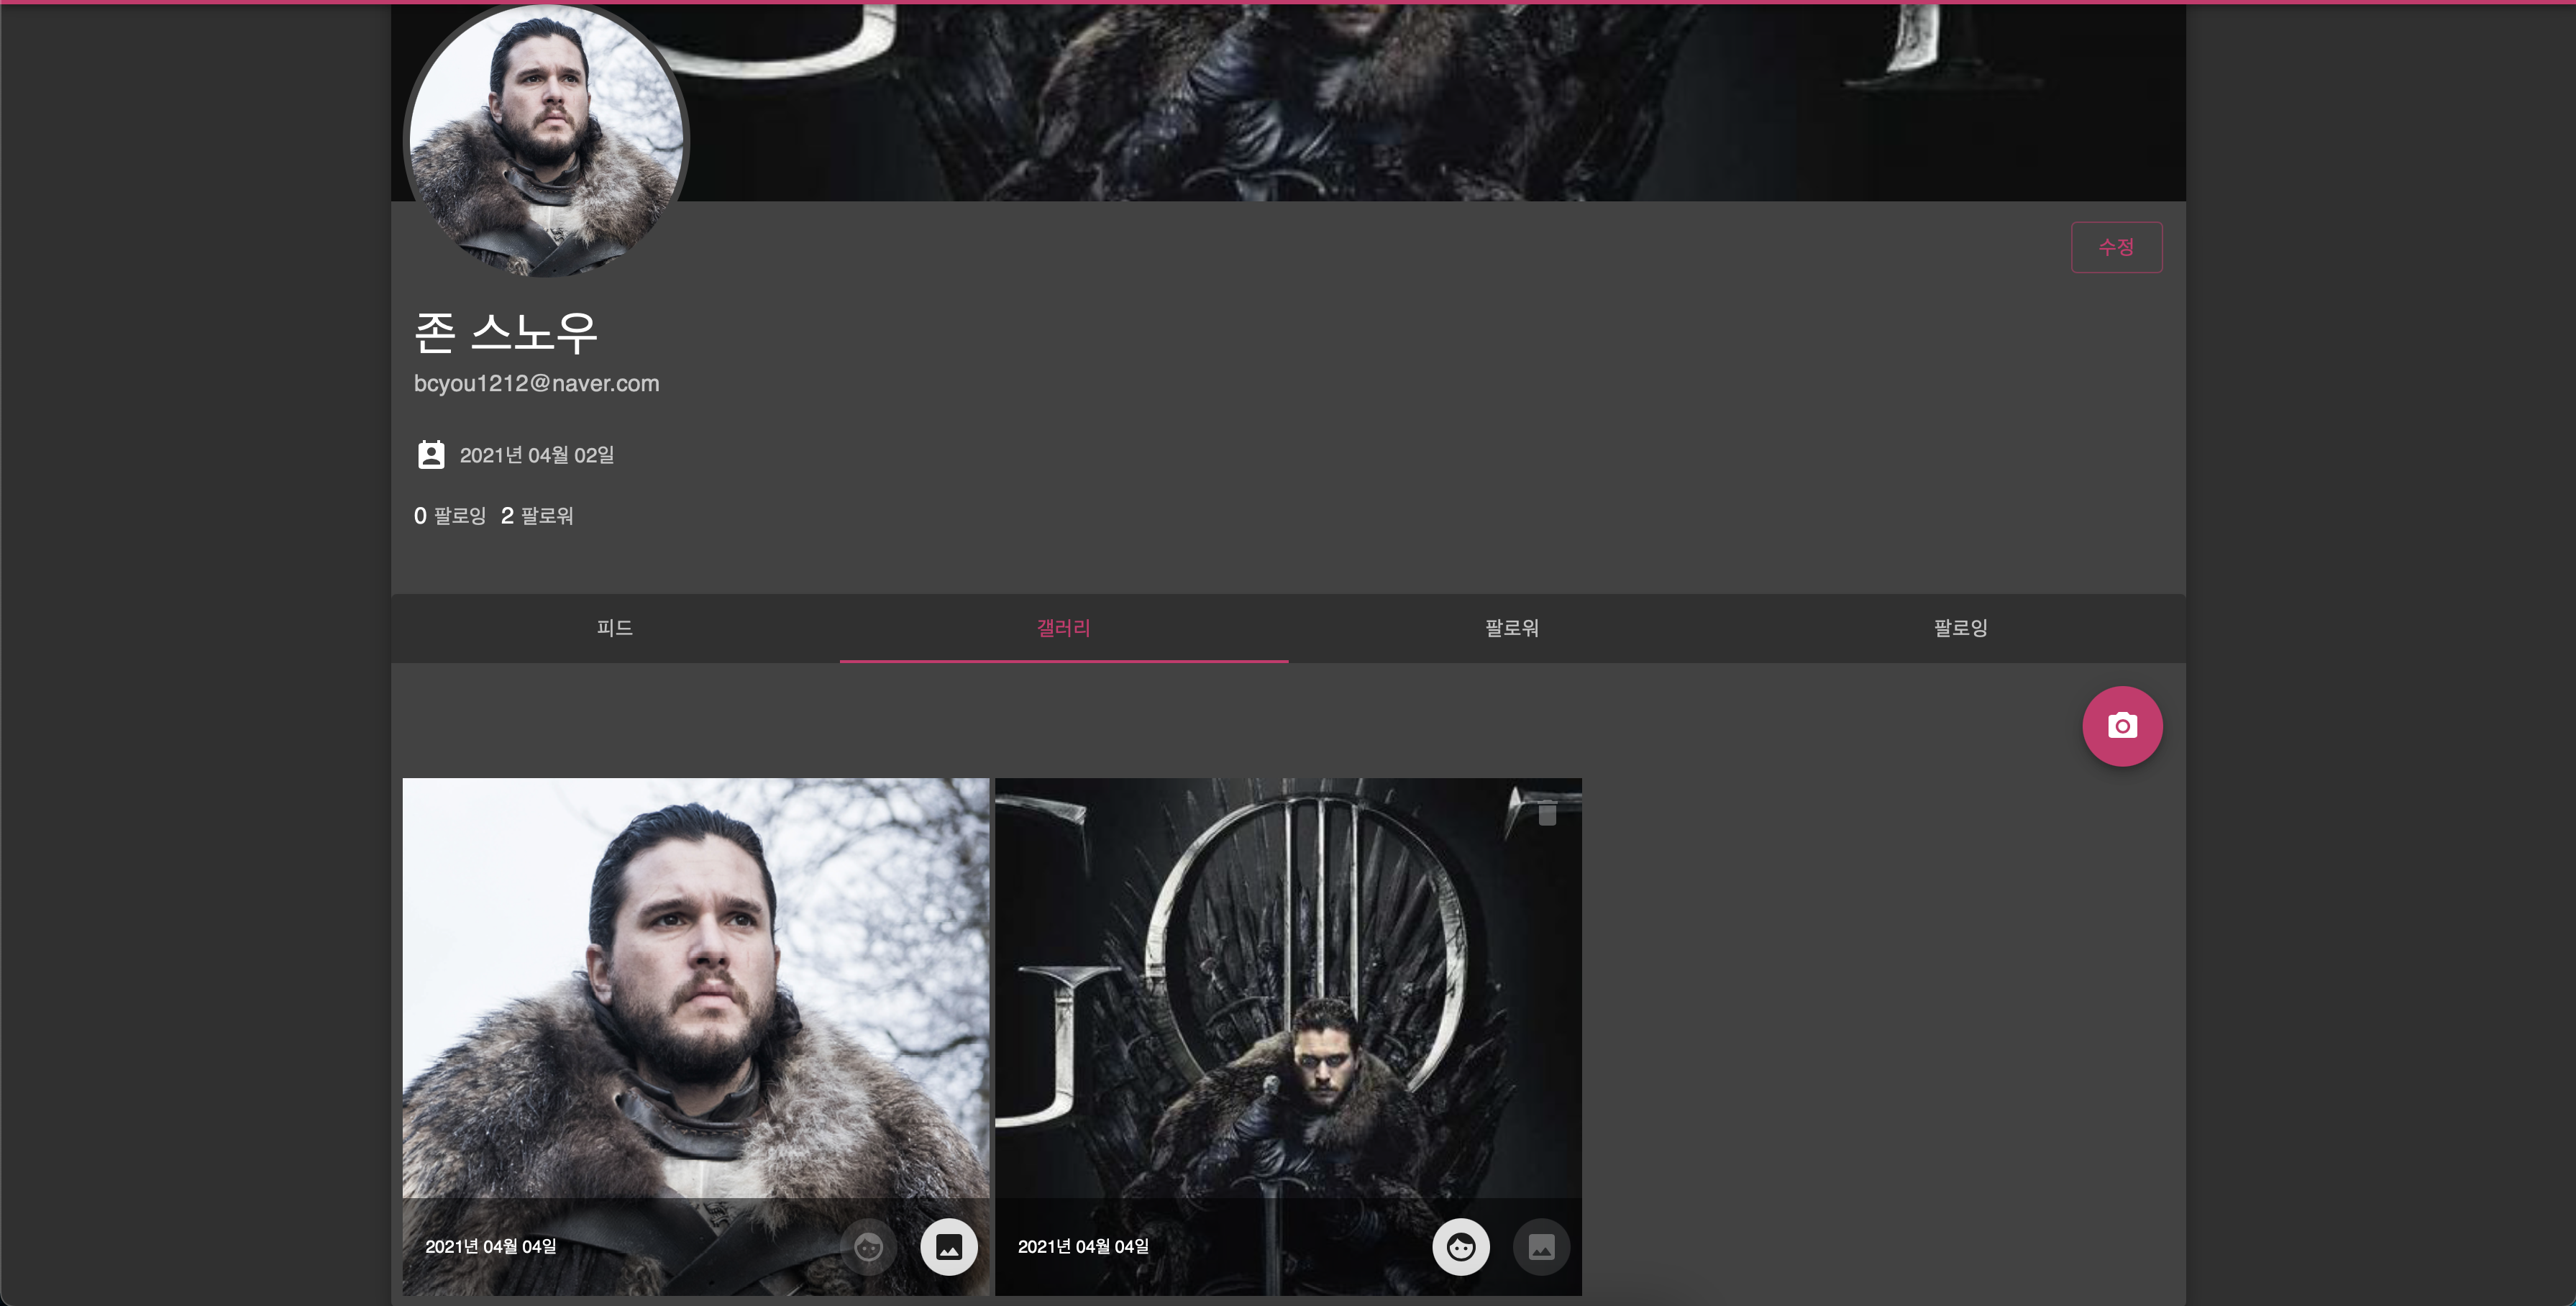 수정
존 스노우
bcyou1212@naver.com
2021년 04월 02일
0 팔로잉 2 팔로워
피드 갤러리 팔로워 팔로잉
G O T
2021년 04월 04일
2021년 04월 04일